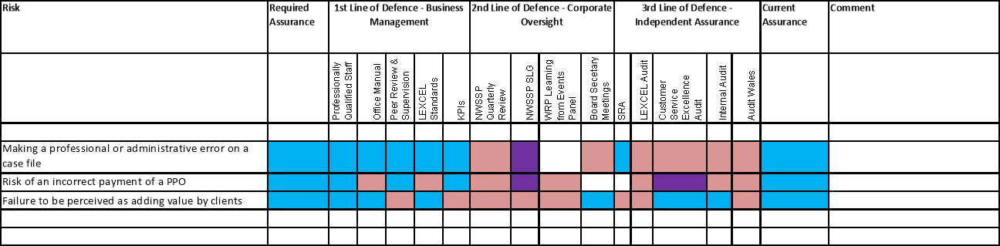 Risk
Required
Assurance
1st Line of Defence - Business
Management
2nd Line of Defence - Corporate
Oversight
3rd Line of Defence -
Independent Assurance
Current
Assurance
Comment
Professionally
Qualified Staff
Office Manual
Peer Review &
Supervision
LEXCEL
Standards
KPIs
NWSSP
Quarterly
Review
NWSSP SLG
WRP Learning
from Events
Panel
Board Secetary
Meetings
SRA
LEXCEL Audit
Customer
Service
Excellence
Audit
Internal Audit
Audit Wales
Making a professional or administrative error on a
case file
Risk of an incorrect payment of a PPO
Failure to be perceived as adding value by clients